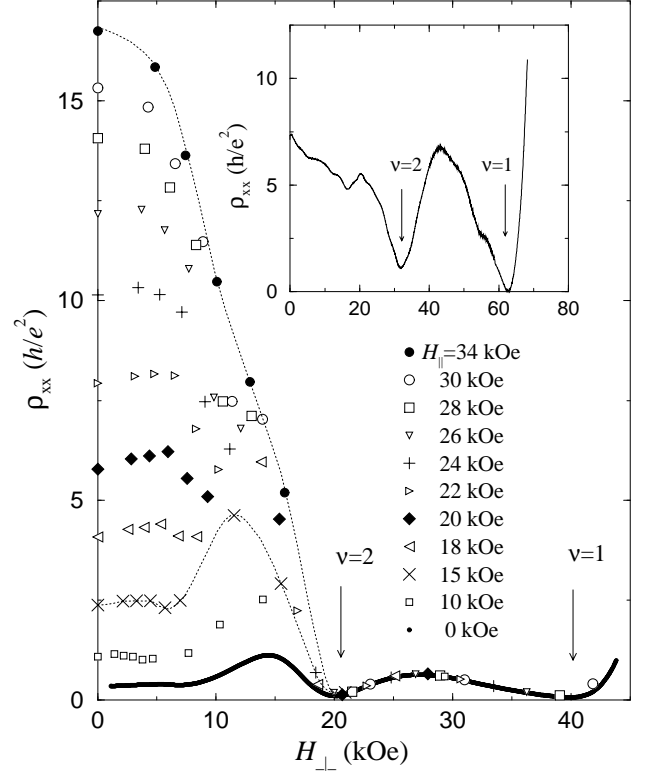 15
10
5
0
ρxx (h/e²)
0
10
20
30
40
H⊥ (kOe)
10
5
0
ρxx (h/e²)
0
20
40
60
80
ν=2
ν=1
H||=34 kOe
30 kOe
28 kOe
26 kOe
24 kOe
22 kOe
20 kOe
18 kOe
15 kOe
10 kOe
0 kOe
ν=2
ν=1